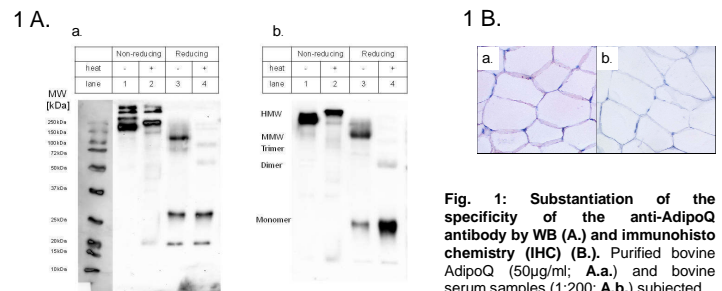 1 A.
a.
Non-reducing Reducing
heat - + - +
lane 1 2 3 4
MW
[kDa]
250kDa
150kDa
100kDa
72kDa
50kDa
37kDa
25kDa
20kDa
15kDa
10kDa
b.
Non-reducing Reducing
heat - + - +
lane 1 2 3 4
HMW
MMW
Trimer
Dimer
Monomer
1 B.
a.
b.
Fig. 1: Substantiation of the
specificity of the anti-AdipoQ
antibody by WB (A.) and immunohisto
chemistry (IHC) (B.). Purified bovine
AdipoQ (50µg/ml; A.a.) and bovine
serum samples (1:200; A.b.) subjected